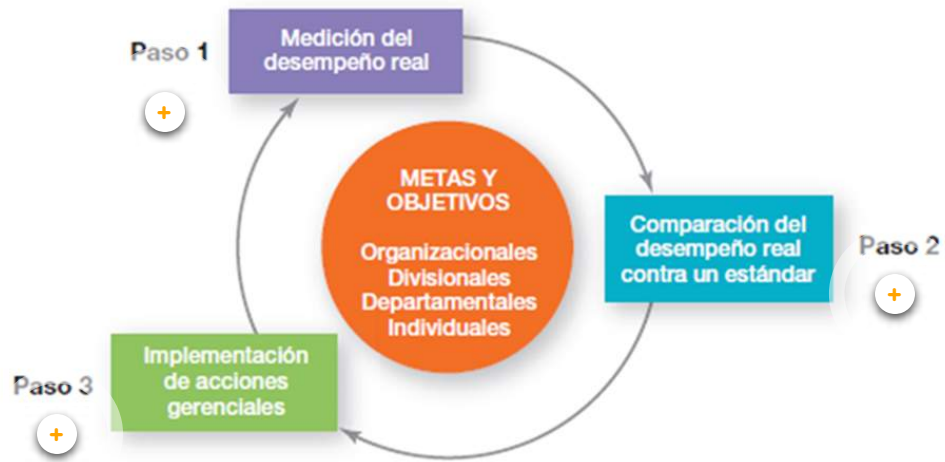 Paso 1
Medición del
desempeño real
METAS Y
OBJETIVOS
Organizacionales
Divisionales
Departamentales
Individuales
Comparación del
desempeño real
contra un estándar
Paso 2
Implementación
de acciones
gerenciales
Paso 3